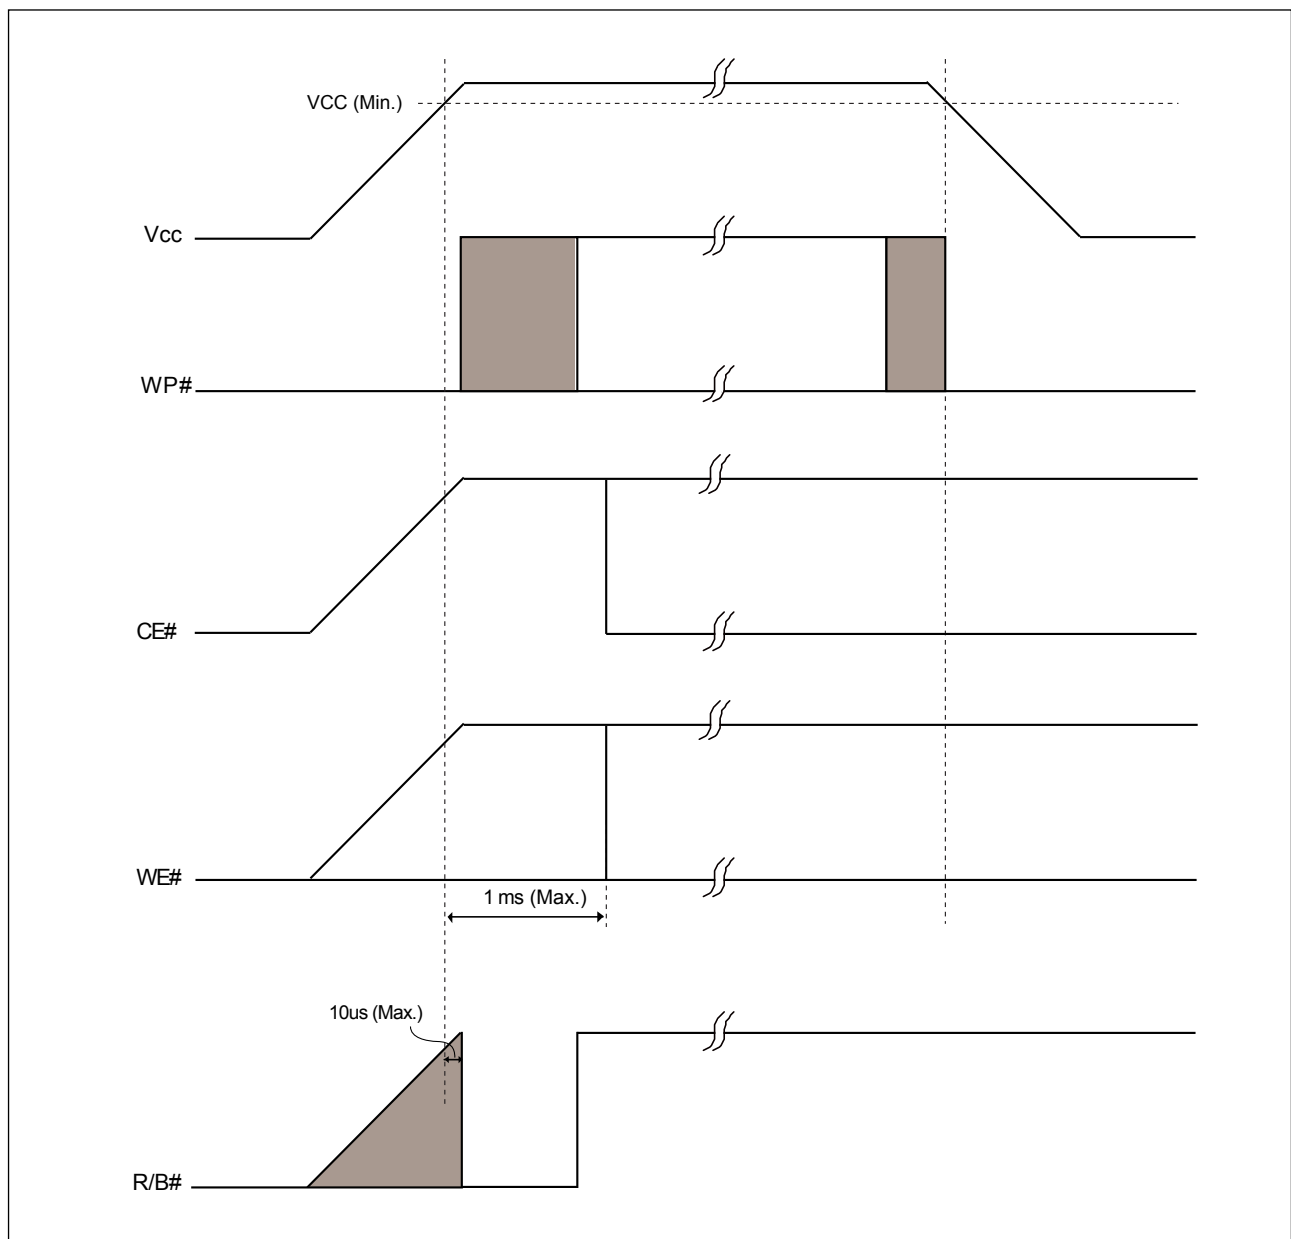 VCC (Min.)
Vcc
WP#
CE#
WE#
1 ms (Max.)
10us (Max.)
R/B#